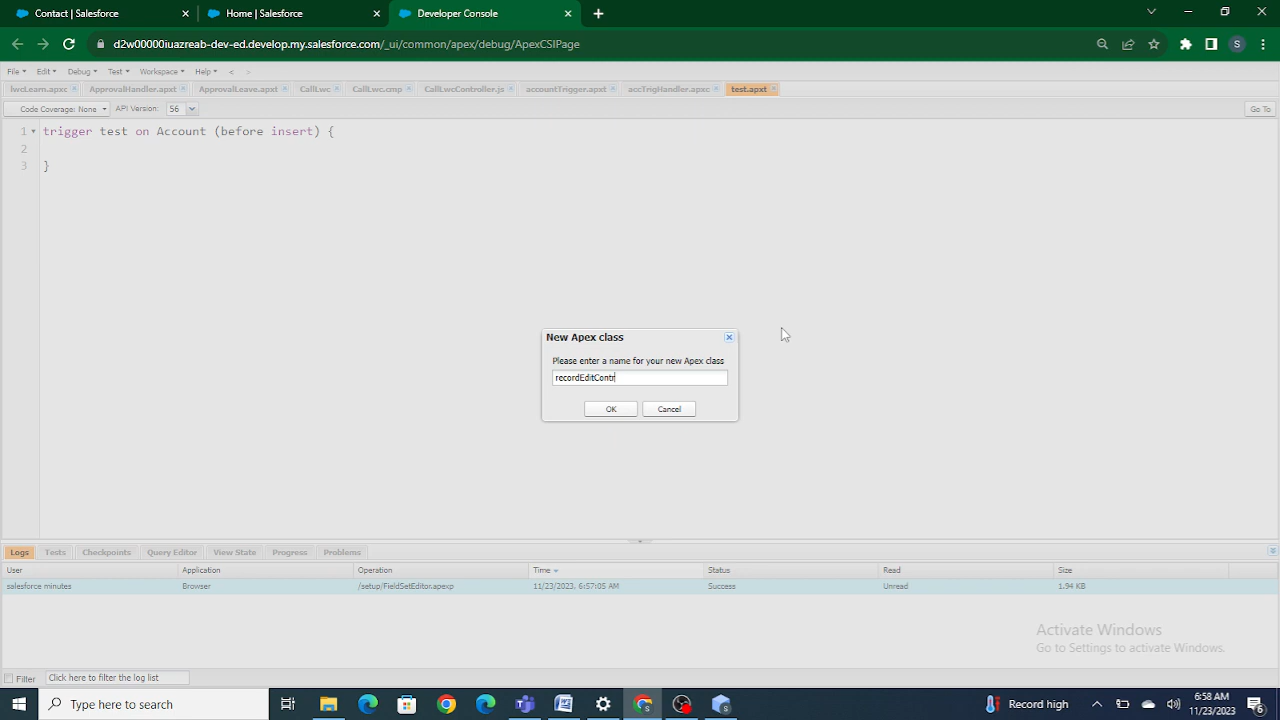 Contact | Salesforce
Home | Salesforce
Developer Console
d2w00000iuazreab-dev-ed.develop.my.salesforce.com/_ui/common/apex/debug/ApexCSIPage
S
File Edit Debug Test Workspace Help < >
lwcLearn.apxc ApprovalHandler.apxt ApprovalLeave.apxt CallLwc CallLwc.cmp CallLwcController.js accountTrigger.apxt accTrigHandler.apxc test.apxt
Code Coverage: None API Version: 56 Go To
1 trigger test on Account (before insert) {
2
3 }
New Apex class
Please enter a name for your new Apex class
recordEditContr
OK Cancel
Logs Tests Checkpoints Query Editor View State Progress Problems
User Application Operation Time Status Read Size
salesforce minutes Browser /setup/FieldSetEditor.apexp 11/23/2023, 6:57:05 AM Success Unread 1.94 KB
Activate Windows
Go to Settings to activate Windows.
Filter Click here to filter the log list
Type here to search
Record high
6:58 AM
11/23/2023
6